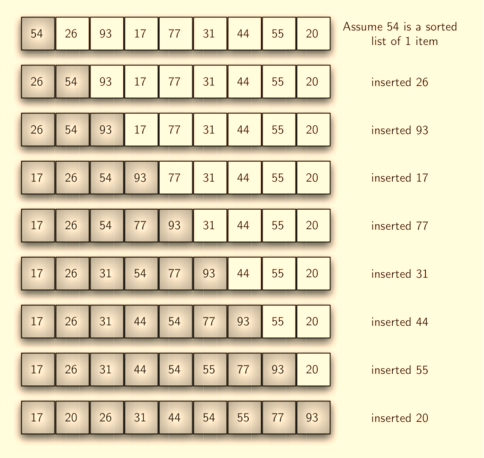 54 26 93 17 77 31 44 55 20 Assume 54 is a sorted
list of 1 item
26 54 93 17 77 31 44 55 20 inserted 26
26 54 93 17 77 31 44 55 20 inserted 93
17 26 54 93 77 31 44 55 20 inserted 17
17 26 54 77 93 31 44 55 20 inserted 77
17 26 31 54 77 93 44 55 20 inserted 31
17 26 31 44 54 77 93 55 20 inserted 44
17 26 31 44 54 55 77 93 20 inserted 55
17 20 26 31 44 54 55 77 93 inserted 20